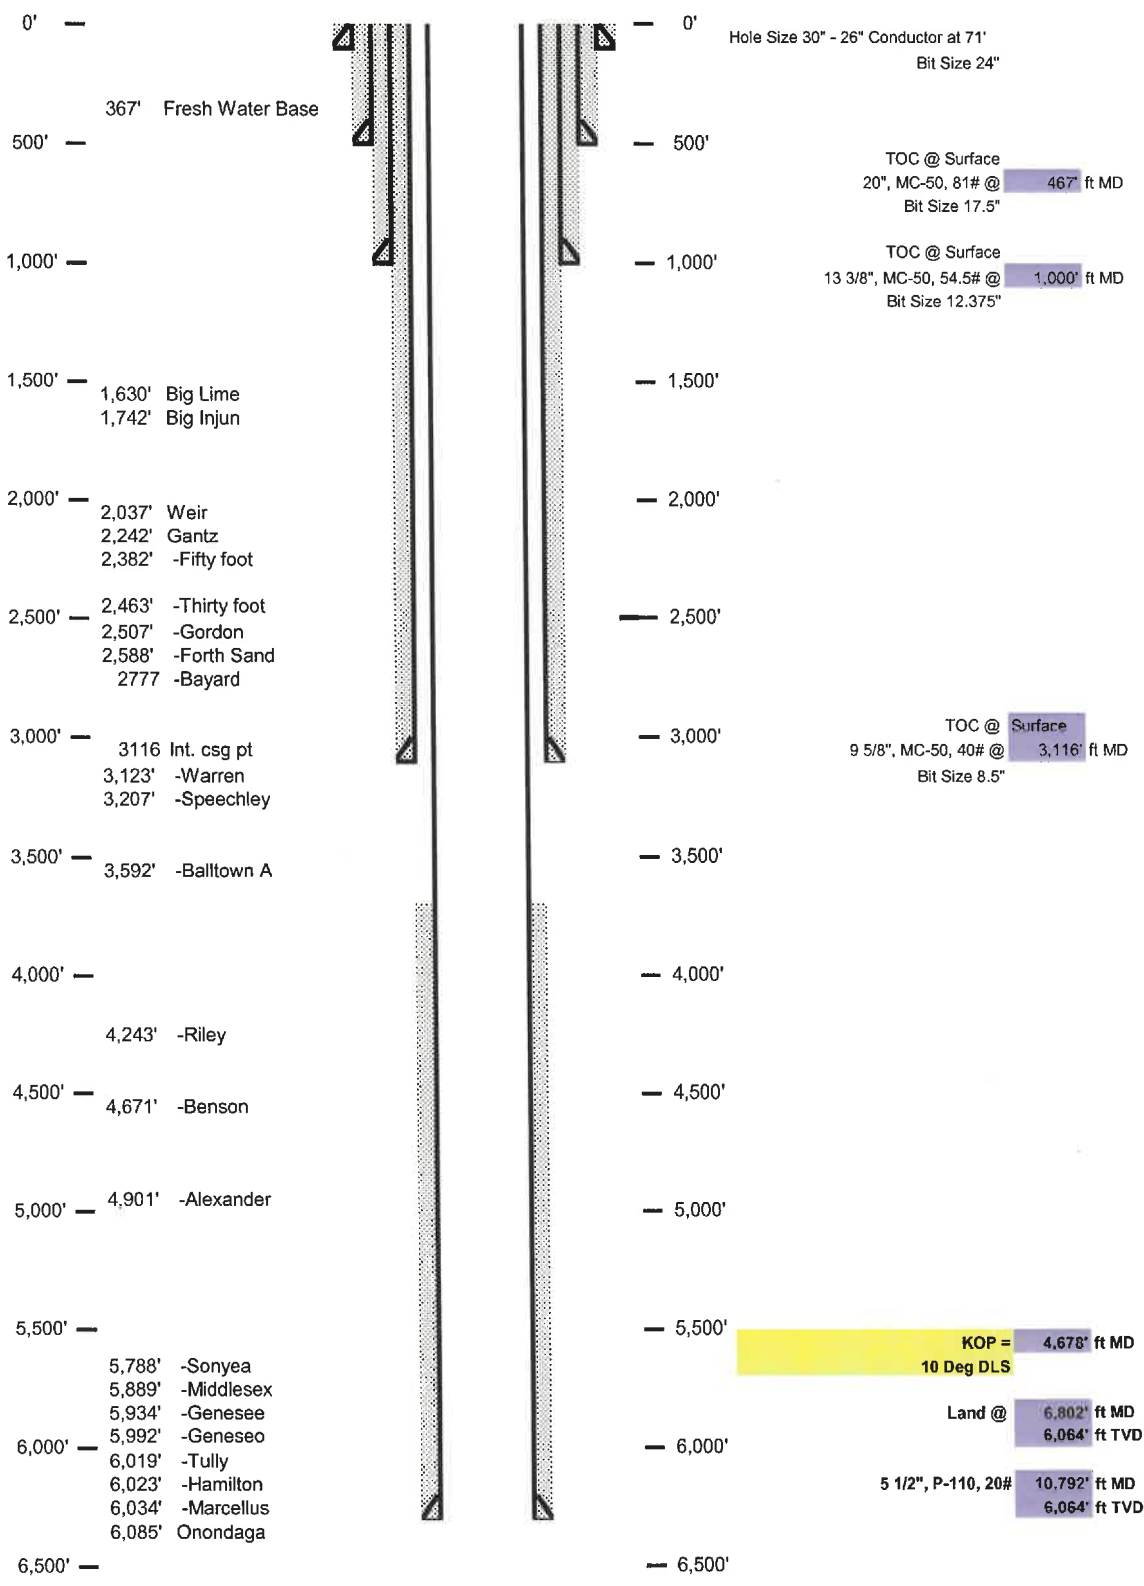 0'
0'
Hole Size 30" - 26" Conductor at 71'
Bit Size 24"
367' Fresh Water Base
500'
500'
TOC @ Surface
20", MC-50, 81# @ 467' ft MD
Bit Size 17.5"
1,000'
1,000'
TOC @ Surface
13 3/8", MC-50, 54.5# @ 1,000' ft MD
Bit Size 12.375"
1,500'
1,500'
1,630' Big Lime
1,742' Big Injun
2,000'
2,000'
2,037' Weir
2,242' Gantz
2,382' -Fifty foot
2,463' -Thirty foot
2,500'
2,500'
2,507' -Gordon
2,588' -Forth Sand
2777 -Bayard
3,000'
3,000'
TOC @ Surface
9 5/8", MC-50, 40# @ 3,116' ft MD
Bit Size 8.5"
3116 Int. csg pt
3,123' -Warren
3,207' -Speechley
3,500'
3,500'
3,592' -Balltown A
4,000'
4,000'
4,243' -Riley
4,500'
4,500'
4,671' -Benson
4,901' -Alexander
5,000'
5,000'
5,500'
5,500'
KOP = 4,678' ft MD
10 Deg DLS
5,788' -Sonyea
5,889' -Middlesex
5,934' -Genesee
5,992' -Geneseo
Land @ 6,802' ft MD
6,064' ft TVD
6,000'
6,000'
6,019' -Tully
6,023' -Hamilton
6,034' -Marcellus
6,085' Onondaga
5 1/2", P-110, 20# 10,792' ft MD
6,064' ft TVD
6,500'
6,500'